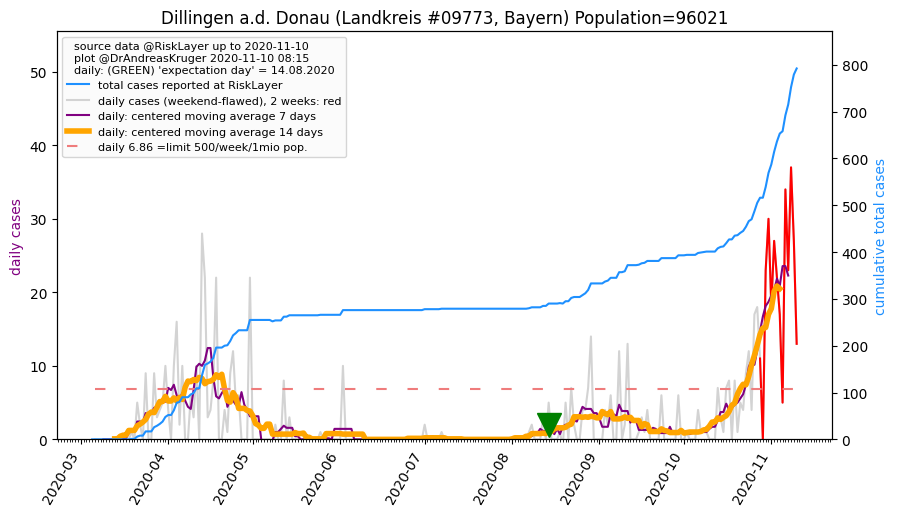 Dillingen a.d. Donau (Landkreis #09773, Bayern) Population=96021
source data @RiskLayer up to 2020-11-10
plot @DrAndreasKruger 2020-11-10 08:15
daily: (GREEN) 'expectation day' = 14.08.2020
total cases reported at RiskLayer
daily cases (weekend-flawed), 2 weeks: red
daily: centered moving average 7 days
daily: centered moving average 14 days
daily 6.86 =limit 500/week/1mio pop.
daily cases
50
40
30
20
10
0
cumulative total cases
800
700
600
500
400
300
200
100
0
2020-03
2020-04
2020-05
2020-06
2020-07
2020-08
2020-09
2020-10
2020-11